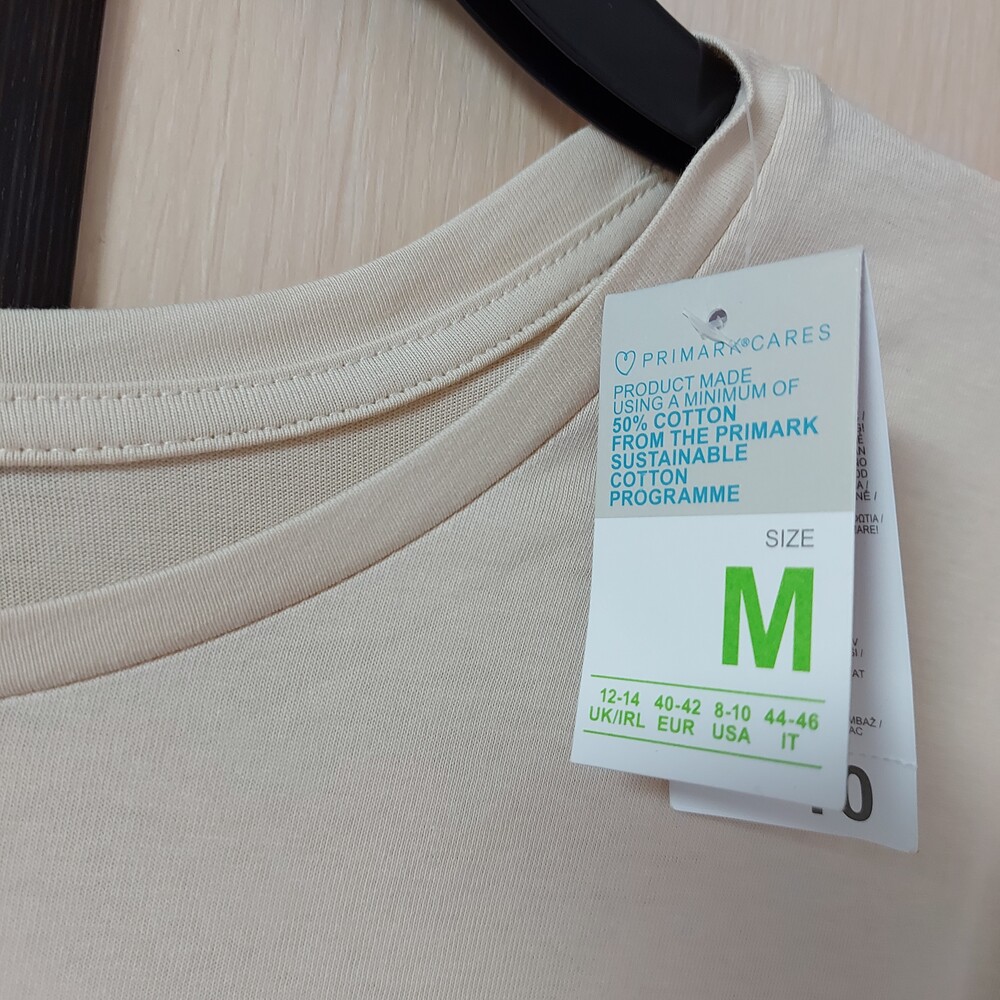 PRIMARK®CARES
PRODUCT MADE
USING A MINIMUM OF
50% COTTON
FROM THE PRIMARK
SUSTAINABLE
COTTON
PROGRAMME
SIZE
M
12-14 40-42 8-10 44-46
UK/IRL EUR USA IT